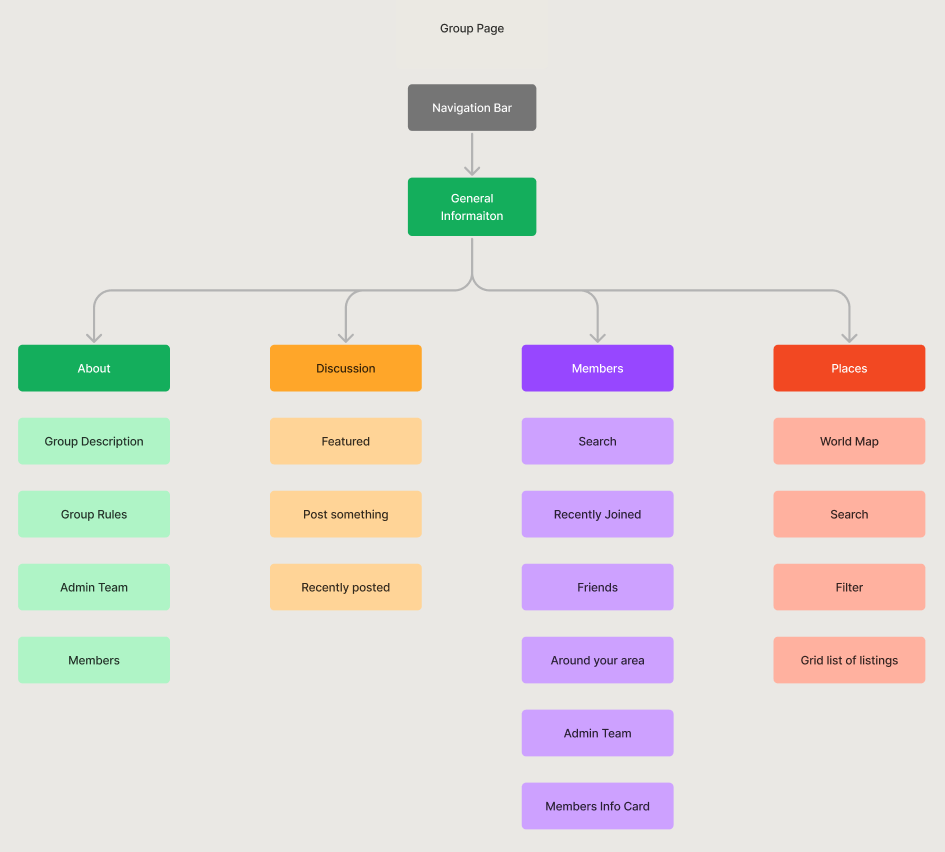 Group Page
Navigation Bar
General
Informaiton
About
Discussion
Members
Places
Group Description
Featured
Search
World Map
Group Rules
Post something
Recently Joined
Search
Admin Team
Recently posted
Friends
Filter
Members
Around your area
Grid list of listings
Admin Team
Members Info Card